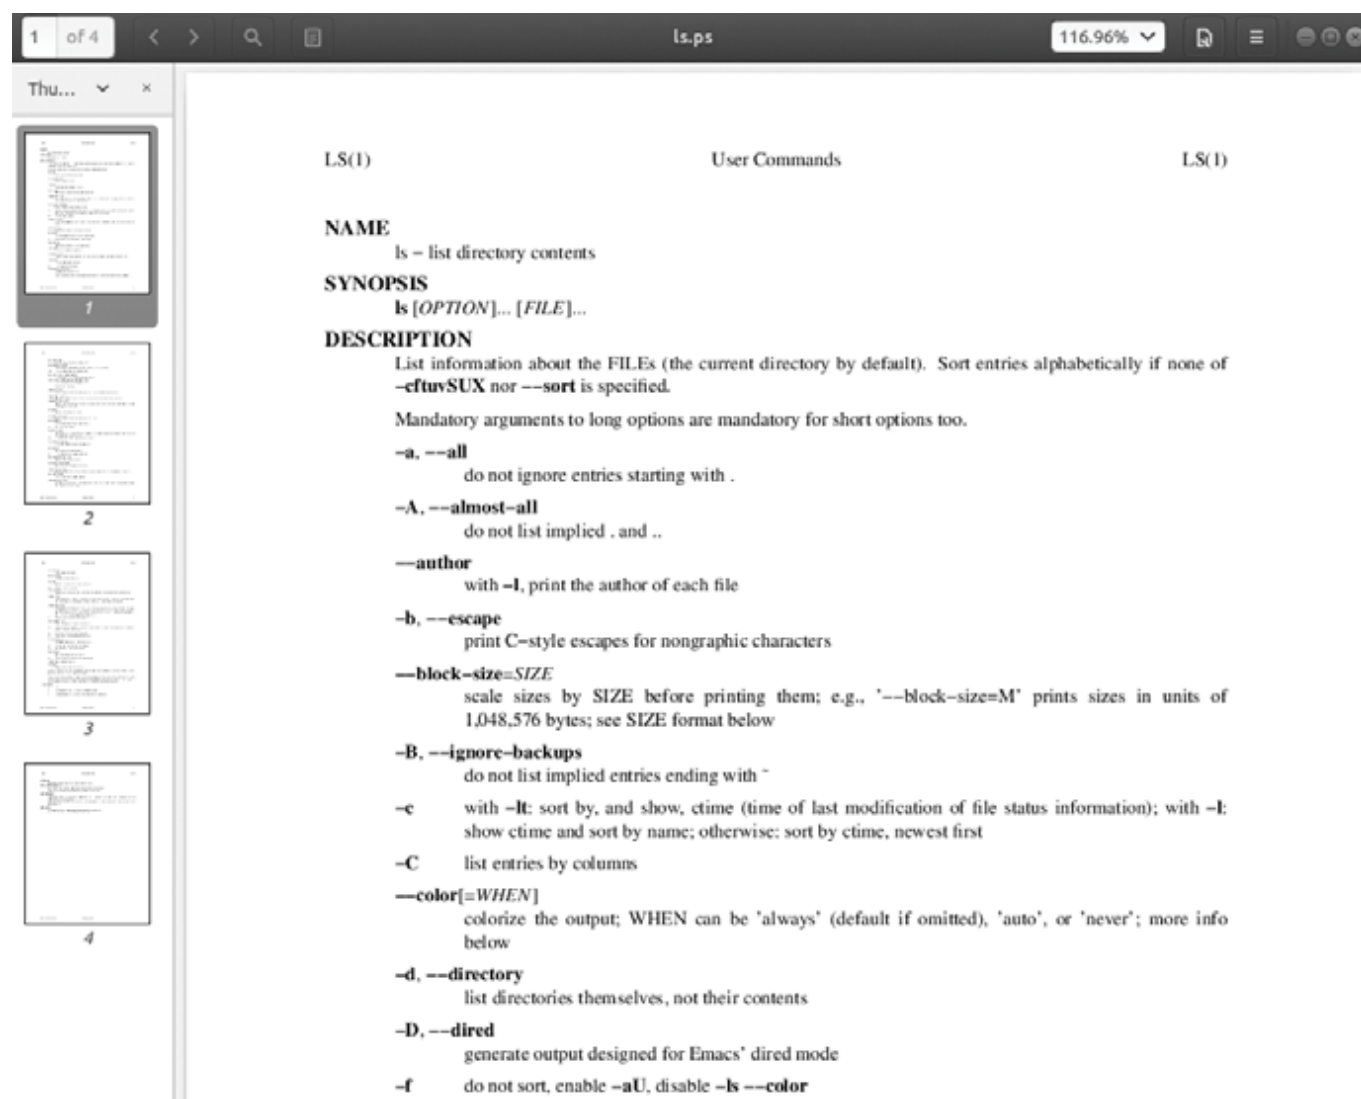 1 of 4
ls.ps
116.96%
Thu...
1
2
3
4
LS(1) User Commands LS(1)
NAME
ls − list directory contents
SYNOPSIS
ls [OPTION]... [FILE]...
DESCRIPTION
List information about the FILEs (the current directory by default). Sort entries alphabetically if none of
−cftuvSUX nor −−sort is specified.
Mandatory arguments to long options are mandatory for short options too.
−a, −−all
do not ignore entries starting with .
−A, −−almost−all
do not list implied . and ..
−−author
with −l, print the author of each file
−b, −−escape
print C−style escapes for nongraphic characters
−−block−size=SIZE
scale sizes by SIZE before printing them; e.g., '−−block−size=M' prints sizes in units of
1,048,576 bytes; see SIZE format below
−B, −−ignore−backups
do not list implied entries ending with ~
−c with −lt: sort by, and show, ctime (time of last modification of file status information); with −l:
show ctime and sort by name; otherwise: sort by ctime, newest first
−C list entries by columns
−−color[=WHEN]
colorize the output; WHEN can be 'always' (default if omitted), 'auto', or 'never'; more info
below
−d, −−directory
list directories themselves, not their contents
−D, −−dired
generate output designed for Emacs' dired mode
−f do not sort, enable −aU, disable −ls −−color